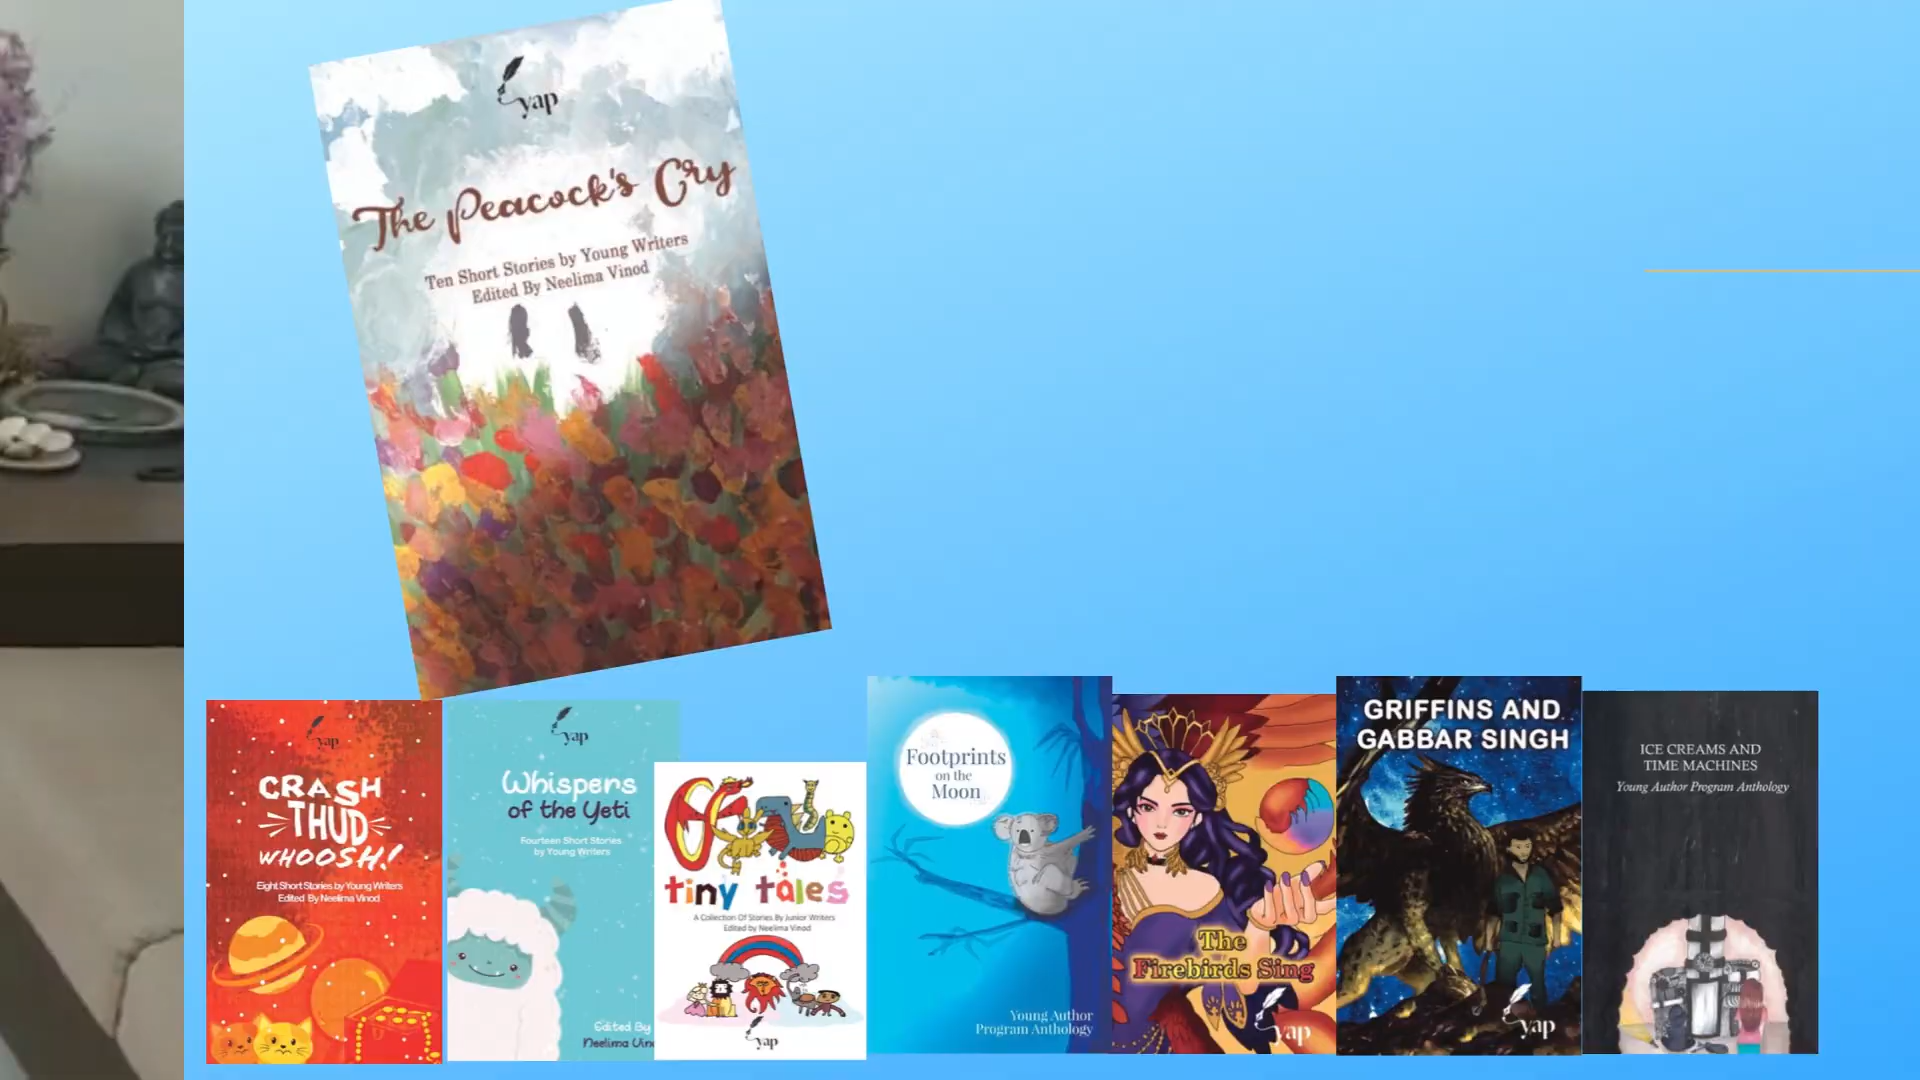 yap
The Peacock's Cry
Ten Short Stories by Young Writers
Edited By Neelima Vinod
yap
CRASH
THUD
WHOOSH!
Eight Short Stories by Young Writers
Edited By Neelima Vinod
yap
Whispers
of the Yeti
Fourteen Short Stories
by Young Writers
Edited By
Neelima
tiny tales
A Collection Of Stories By Junior Writers
Edited by Neelima Vinod
yap
Footprints
on the
Moon
Young Author
Program Anthology
The
Firebirds Sing
yap
GRIFFINS AND
GABBAR SINGH
yap
ICE CREAMS AND
TIME MACHINES
Young Author Program Anthology